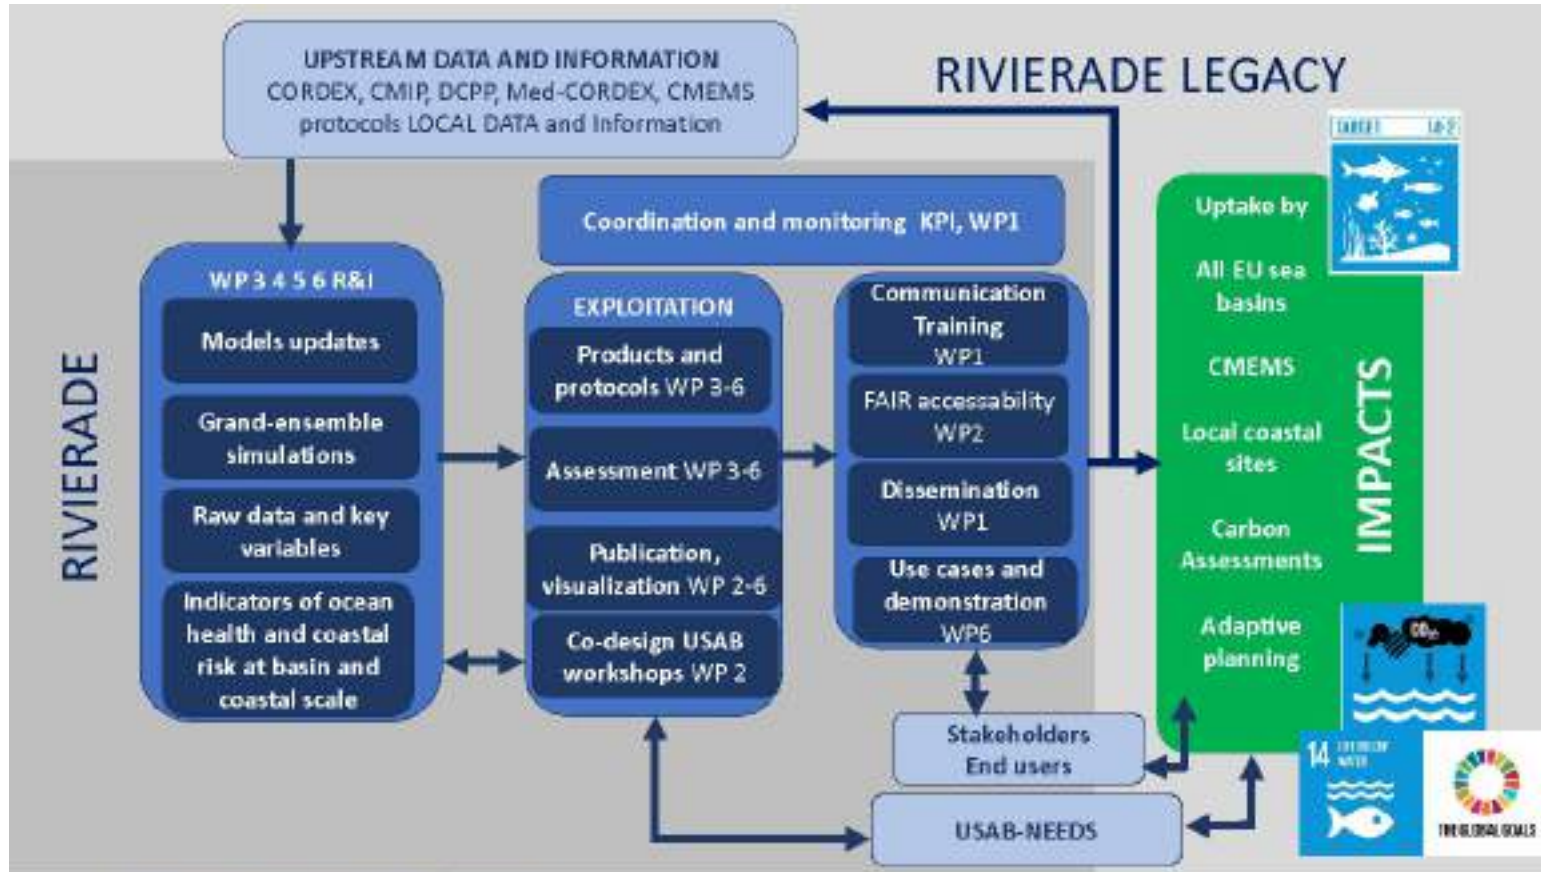 UPSTREAM DATA AND INFORMATION
CORDEX, CMIP, DCPP, Med-CORDEX, CMEMS
protocols LOCAL DATA and Information
RIVIERADE LEGACY
TARGET 14·2
RIVIERADE
WP 3 4 5 6 R&I
Models updates
Grand-ensemble
simulations
Raw data and key
variables
Indicators of ocean
health and coastal
risk at basin and
coastal scale
Coordination and monitoring KPI, WP1
EXPLOITATION
Products and
protocols WP 3-6
Assessment WP 3-6
Publication,
visualization WP 2-6
Co-design USAB
workshops WP 2
Communication
Training
WP1
FAIR accessability
WP2
Dissemination
WP1
Use cases and
demonstration
WP6
Stakeholders
End users
USAB-NEEDS
Uptake by
All EU sea
basins
CMEMS
Local coastal
sites
Carbon
Assessments
Adaptive
planning
IMPACTS
14 LIFE BELOW
WATER
THE GLOBAL GOALS